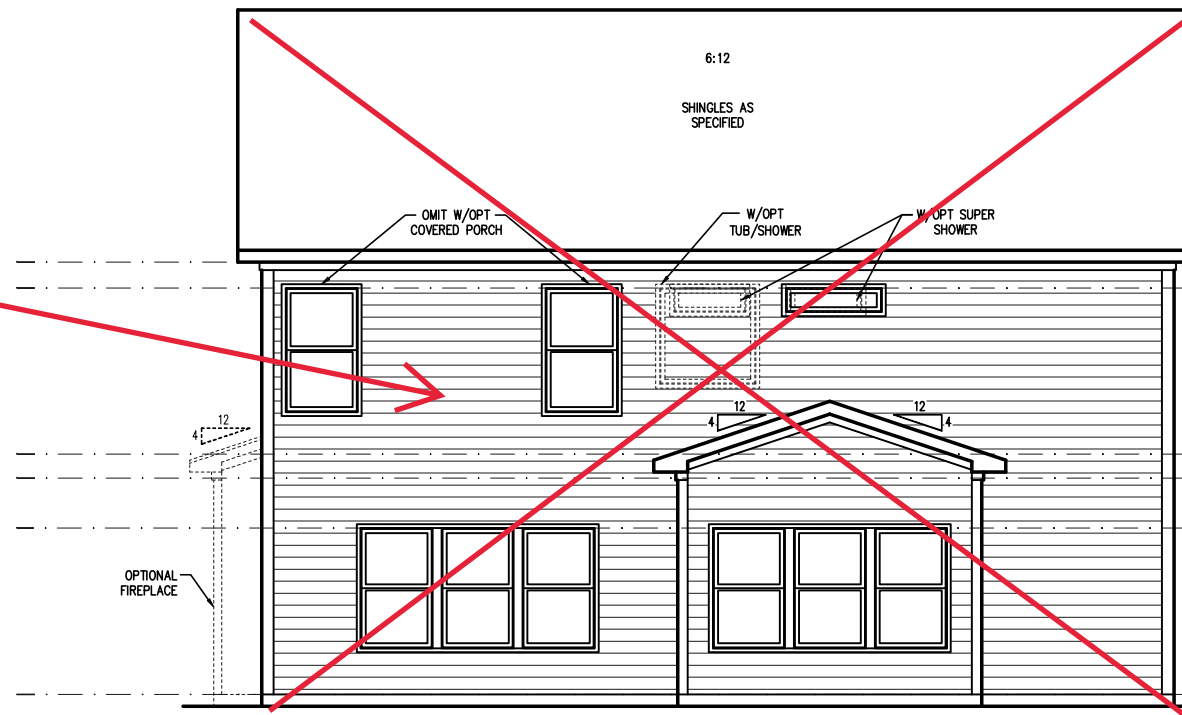 6:12
SHINGLES AS
SPECIFIED
OMIT W/OPT
COVERED PORCH
W/OPT
TUB/SHOWER
W/OPT SUPER
SHOWER
12
4
12
4
12
4
OPTIONAL
FIREPLACE